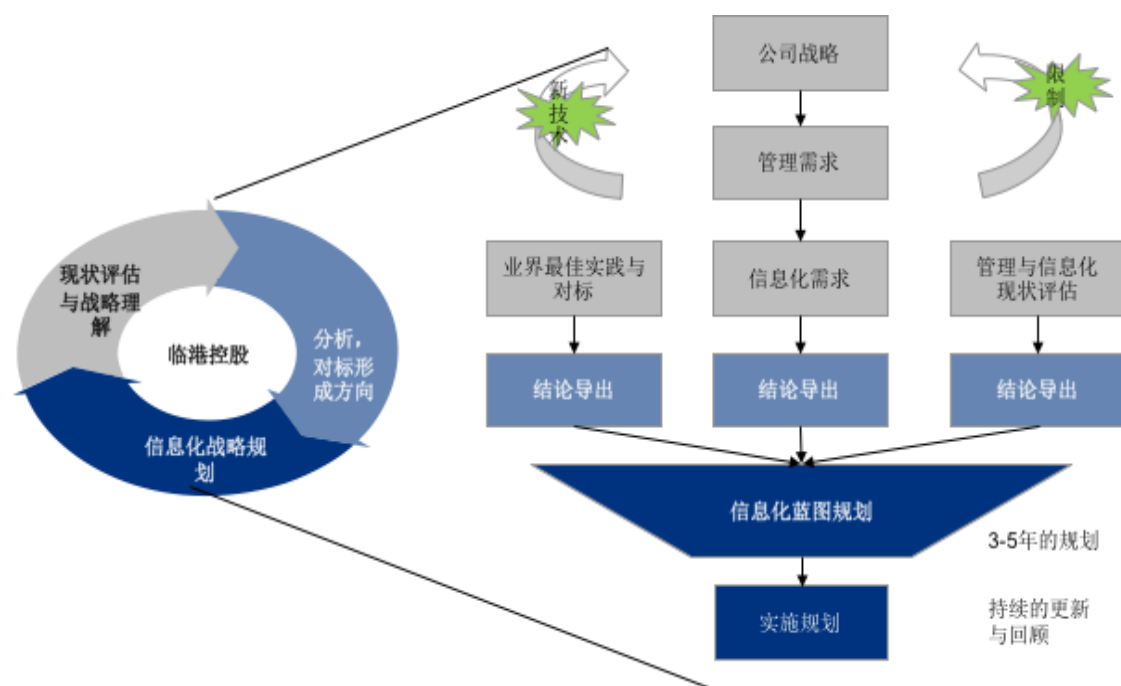 公司战略
新
技
术
限
制
管理需求
业界最佳实践与
对标
信息化需求
管理与信息化
现状评估
现状评估
与战略理
解
临港控股
分析，
对标形
成方向
信息化战略规
划
结论导出
结论导出
结论导出
信息化蓝图规划
3-5年的规划
实施规划
持续的更新
与回顾